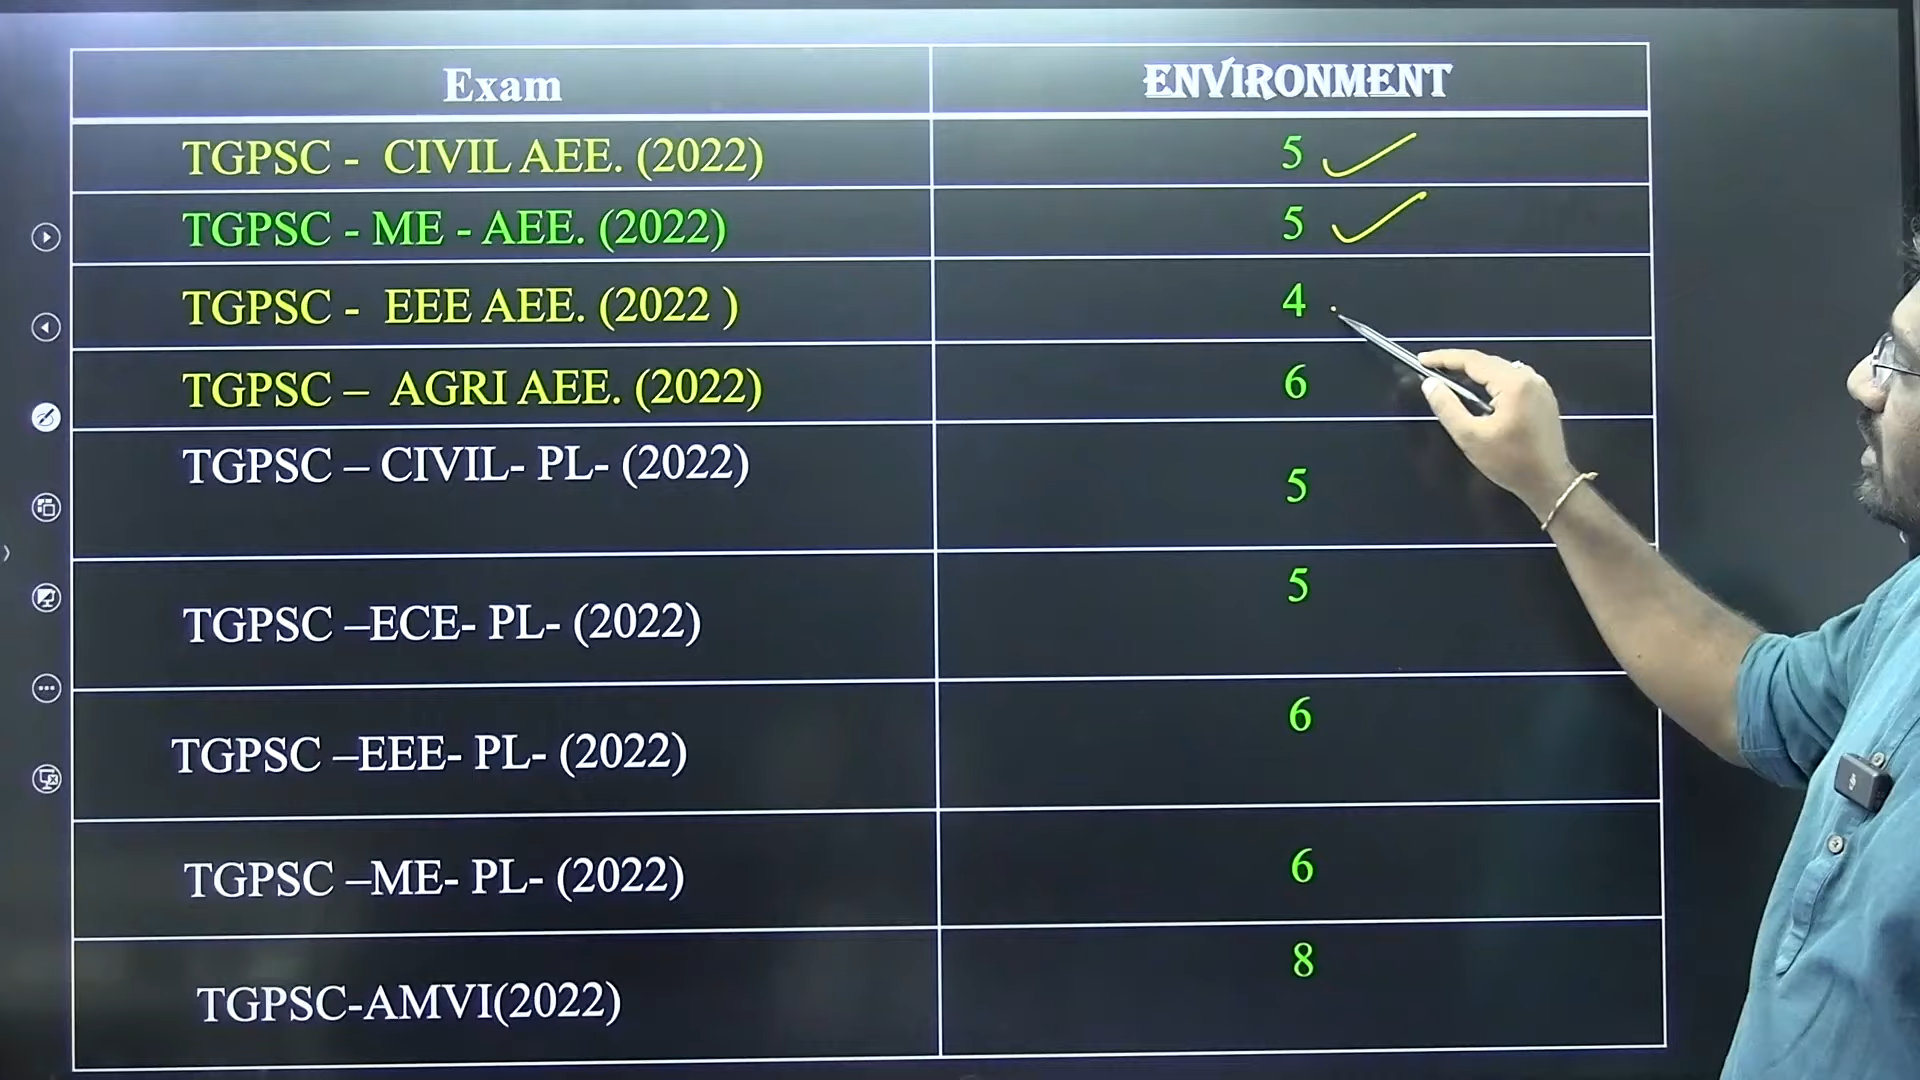 Exam ENVIRONMENT
TGPSC - CIVIL AEE. (2022) 5
TGPSC - ME - AEE. (2022) 5
TGPSC - EEE AEE. (2022 ) 4
TGPSC – AGRI AEE. (2022) 6
TGPSC – CIVIL- PL- (2022) 5
TGPSC –ECE- PL- (2022) 5
TGPSC –EEE- PL- (2022) 6
TGPSC –ME- PL- (2022) 6
TGPSC-AMVI(2022) 8